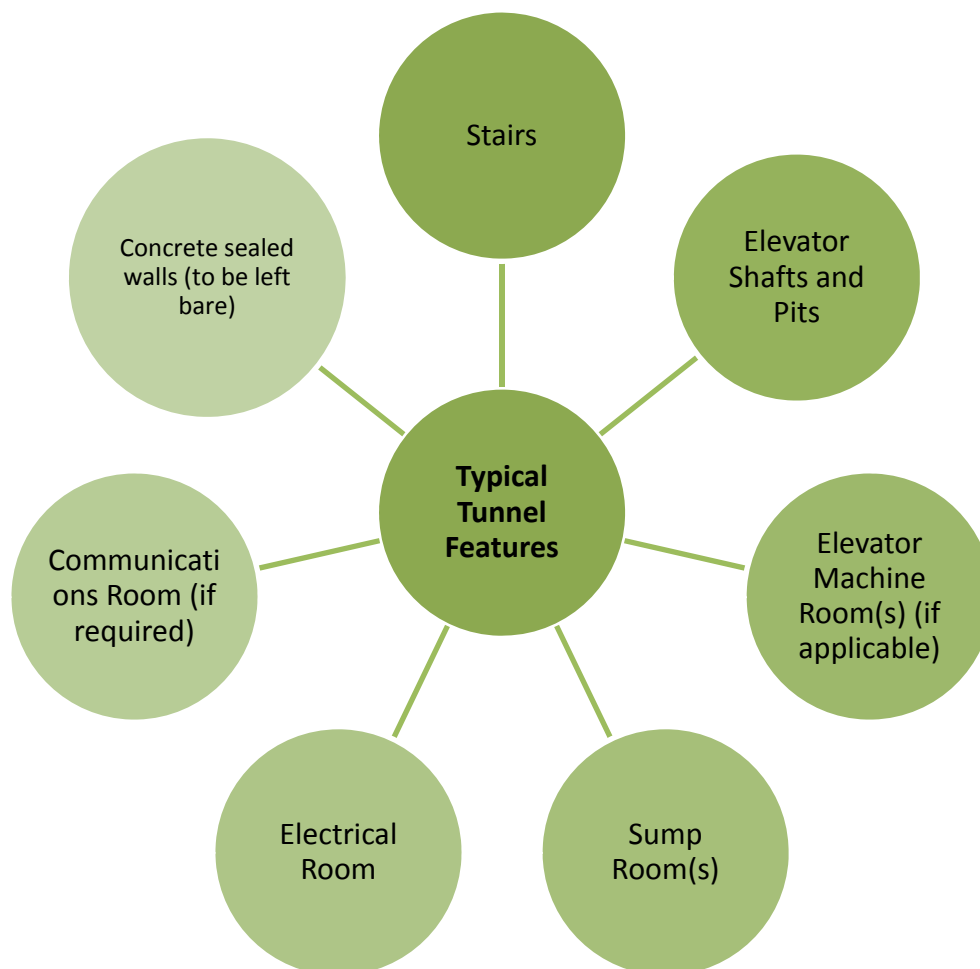 Stairs
Elevator
Shafts and
Pits
Elevator
Machine
Room(s) (if
applicable)
Sump
Room(s)
Electrical
Room
Communicati
ons Room (if
required)
Concrete sealed
walls (to be left
bare)
Typical
Tunnel
Features